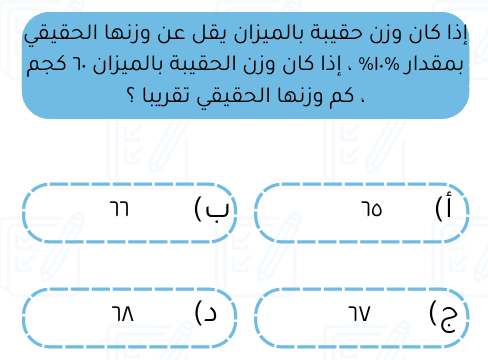 إذا كان وزن حقيبة بالميزان يقل عن وزنها الحقيقي
بمقدار %١٠% ، إذا كان وزن الحقيبة بالميزان ٦٠ كجم
، كم وزنها الحقيقي تقريبا ؟
أ) ٦٥
ب) ٦٦
ج) ٦٧
د) ٦٨